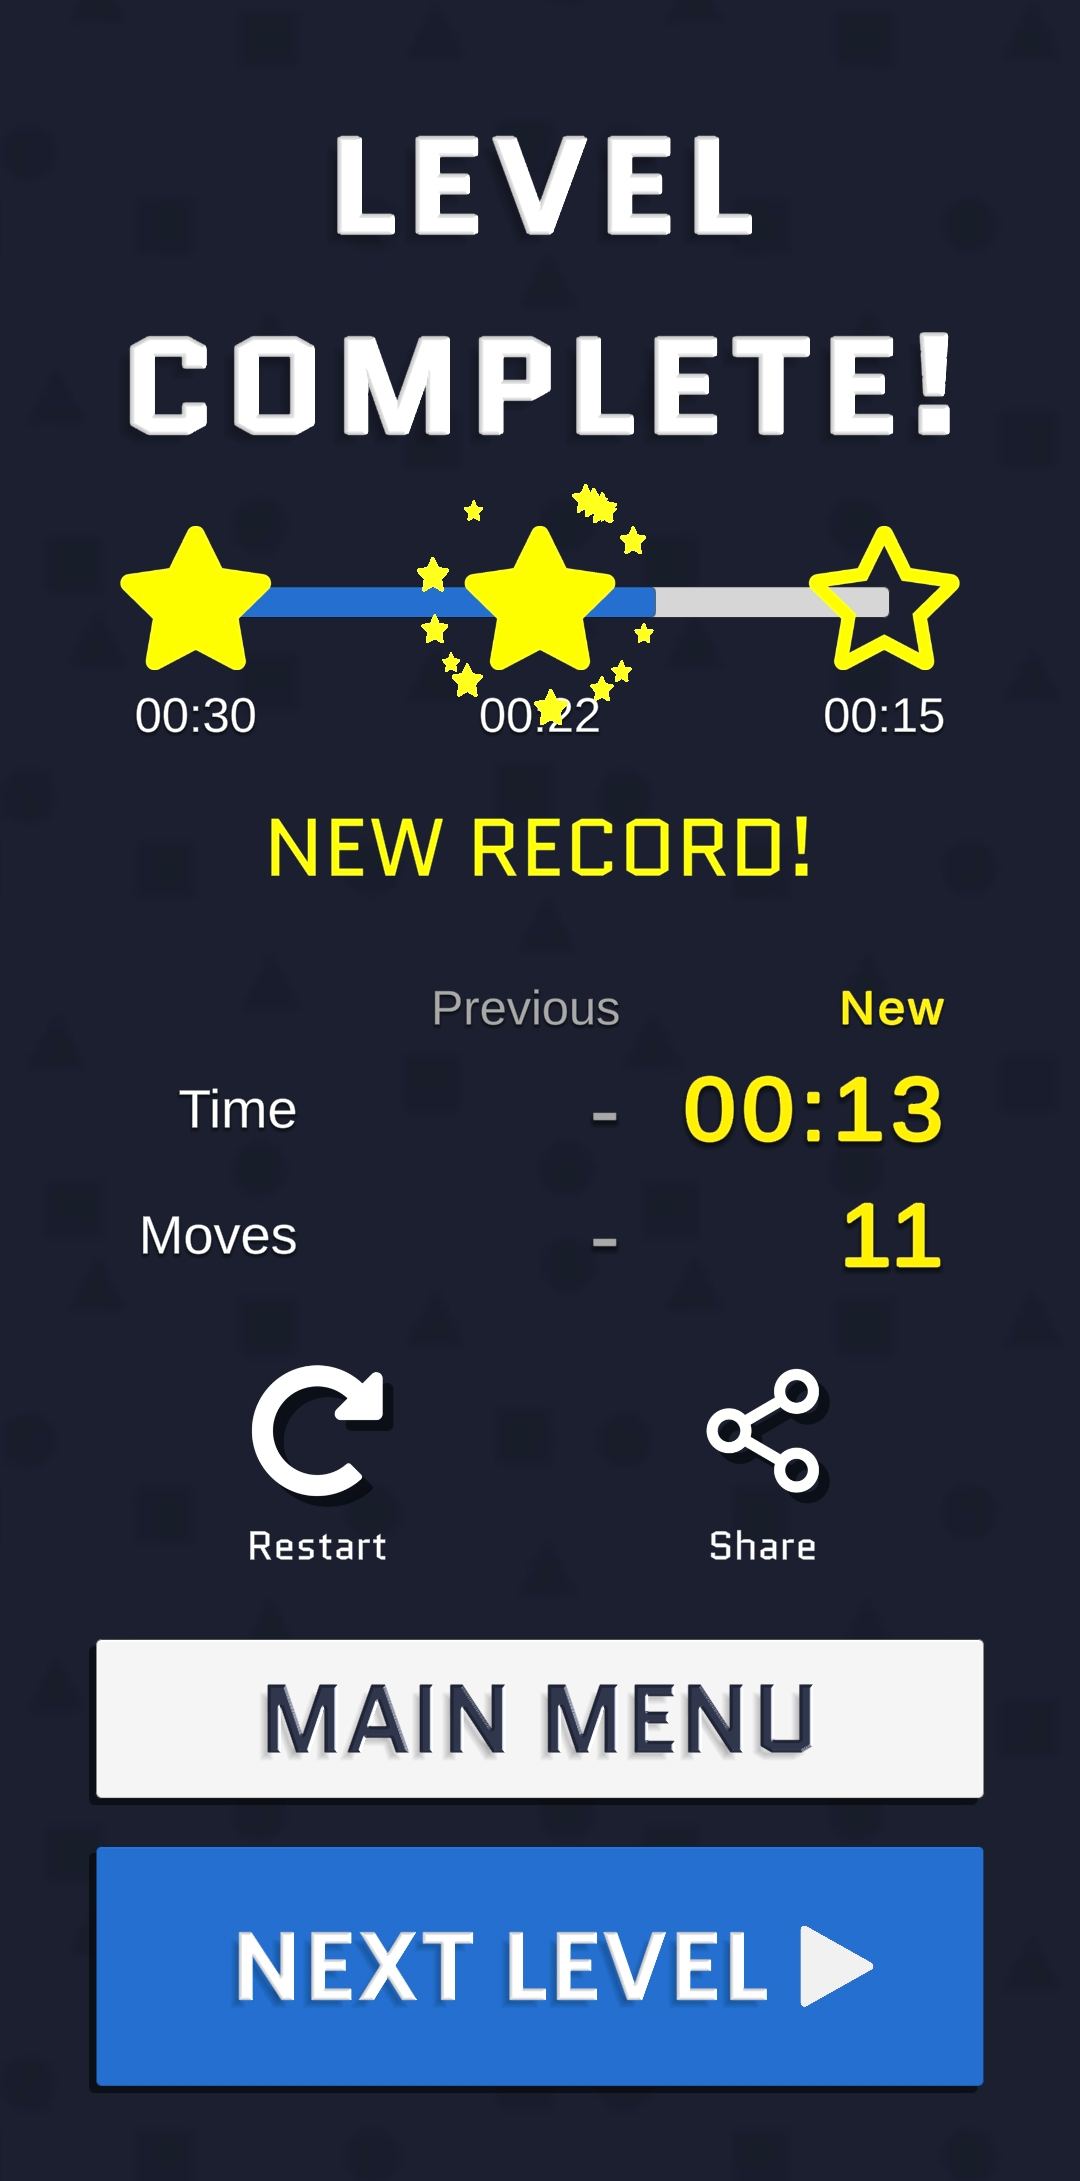 LEVEL
COMPLETE!
00:30 00:22 00:15
NEW RECORD!
Previous New
Time - 00:13
Moves - 11
Restart Share
MAIN MENU
NEXT LEVEL